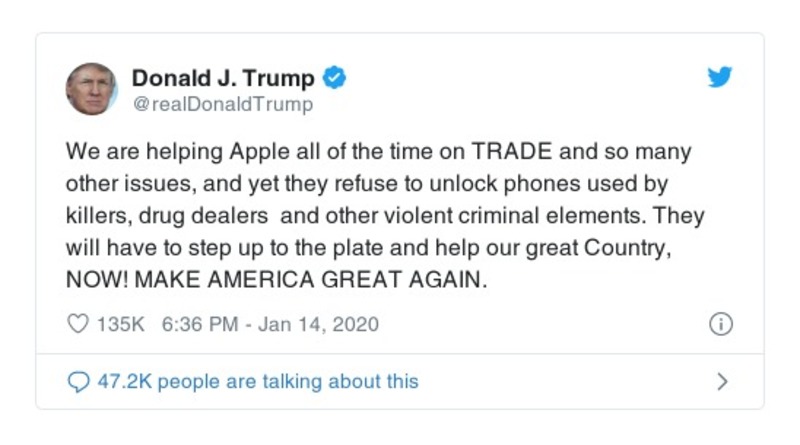 Donald J. Trump
@realDonaldTrump
We are helping Apple all of the time on TRADE and so many
other issues, and yet they refuse to unlock phones used by
killers, drug dealers  and other violent criminal elements. They
will have to step up to the plate and help our great Country,
NOW! MAKE AMERICA GREAT AGAIN.
135K 6:36 PM - Jan 14, 2020
47.2K people are talking about this